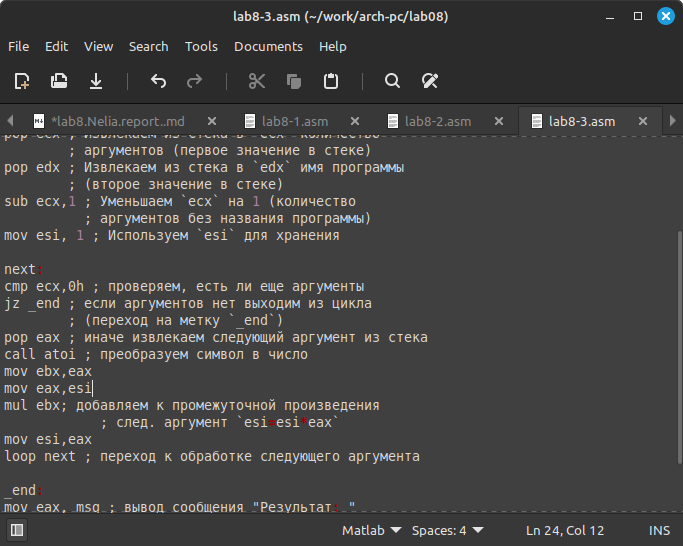 lab8-3.asm (~/work/arch-pc/lab08)
File Edit View Search Tools Documents Help
*lab8.Nelia.report..md lab8-1.asm lab8-2.asm lab8-3.asm
pop ecx ; Извлекаем из стека в `ecx` количество
; аргументов (первое значение в стеке)
pop edx ; Извлекаем из стека в `edx` имя программы
; (второе значение в стеке)
sub ecx,1 ; Уменьшаем `ecx` на 1 (количество
; аргументов без названия программы)
mov esi, 1 ; Используем `esi` для хранения
next:
cmp ecx,0h ; проверяем, есть ли еще аргументы
jz _end ; если аргументов нет выходим из цикла
; (переход на метку `_end`)
pop eax ; иначе извлекаем следующий аргумент из стека
call atoi ; преобразуем символ в число
mov ebx,eax
mov eax,esi
mul ebx; добавляем к промежуточной произведения
; след. аргумент `esi=esi*eax`
mov esi,eax
loop next ; переход к обработке следующего аргумента
_end:
mov eax, msg ; вывод сообщения "Результат: "
Matlab Spaces: 4 Ln 24, Col 12 INS